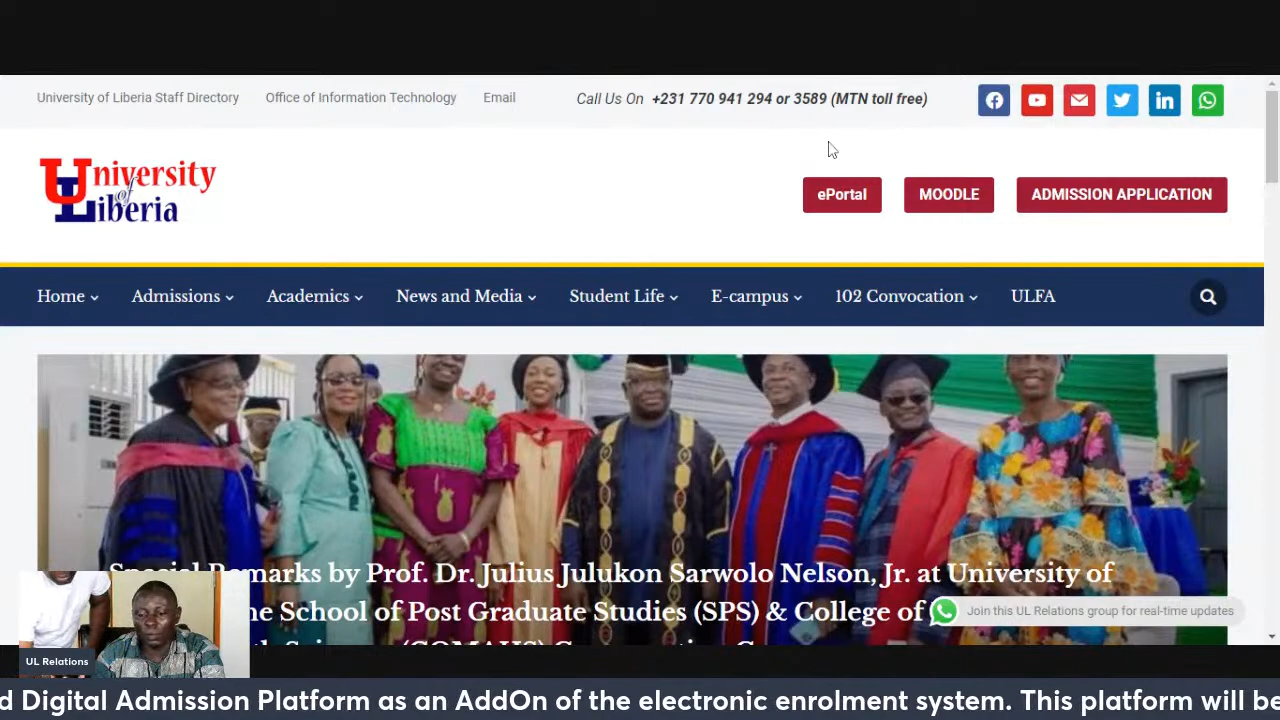 University of Liberia Staff Directory Office of Information Technology Email Call Us On +231 770 941 294 or 3589 (MTN toll free)
University of Liberia
ePortal MOODLE ADMISSION APPLICATION
Home Admissions Academics News and Media Student Life E-campus 102 Convocation ULFA
Special Remarks by Prof. Dr. Julius Julukon Sarwolo Nelson, Jr. at University of
the School of Post Graduate Studies (SPS) & College of
Join this UL Relations group for real-time updates
UL Relations
d Digital Admission Platform as an AddOn of the electronic enrolment system. This platform will be